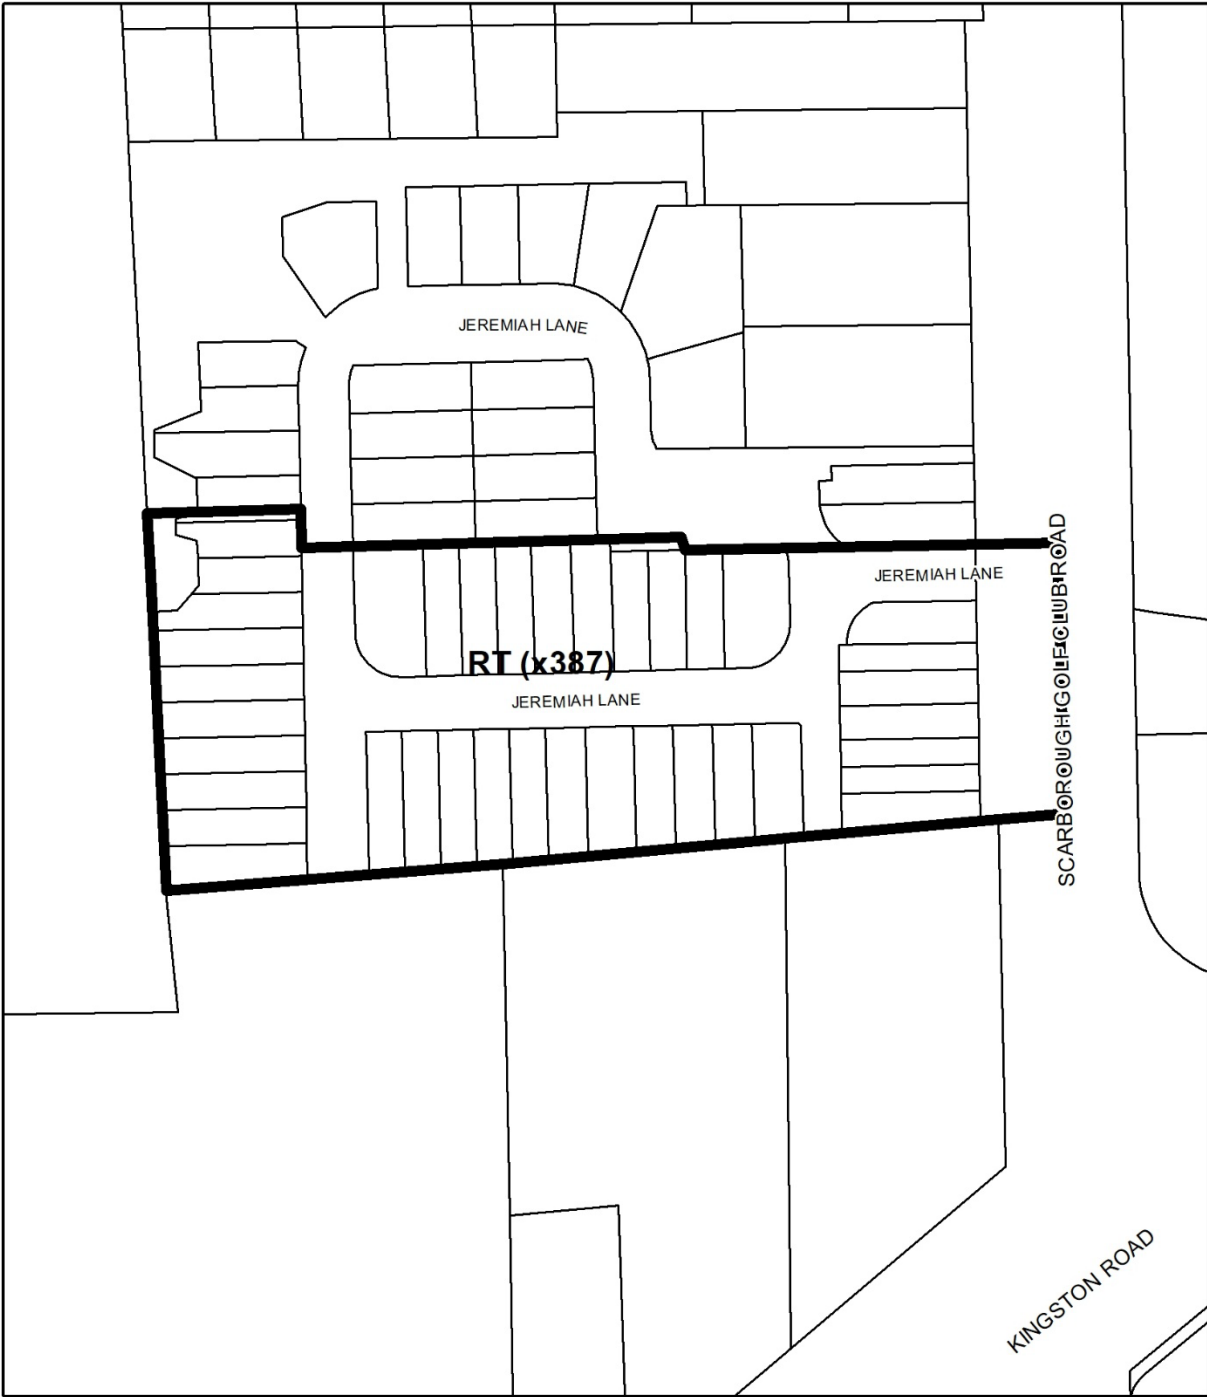 JEREMIAH LANE
JEREMIAH LANE
SCARBOROUGH GOLF CLUB ROAD
RT (x387)
JEREMIAH LANE
KINGSTON ROAD